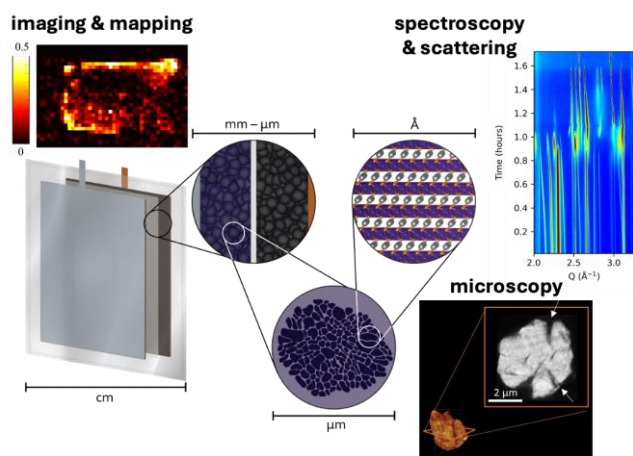 imaging & mapping
spectroscopy
& scattering
0.5
0
mm – µm
Å
Time (hours)
1.6
1.4
1.2
1.0
0.8
0.6
0.4
0.2
2.0 2.5 3.0
Q (Å⁻¹)
microscopy
2 µm
cm
µm